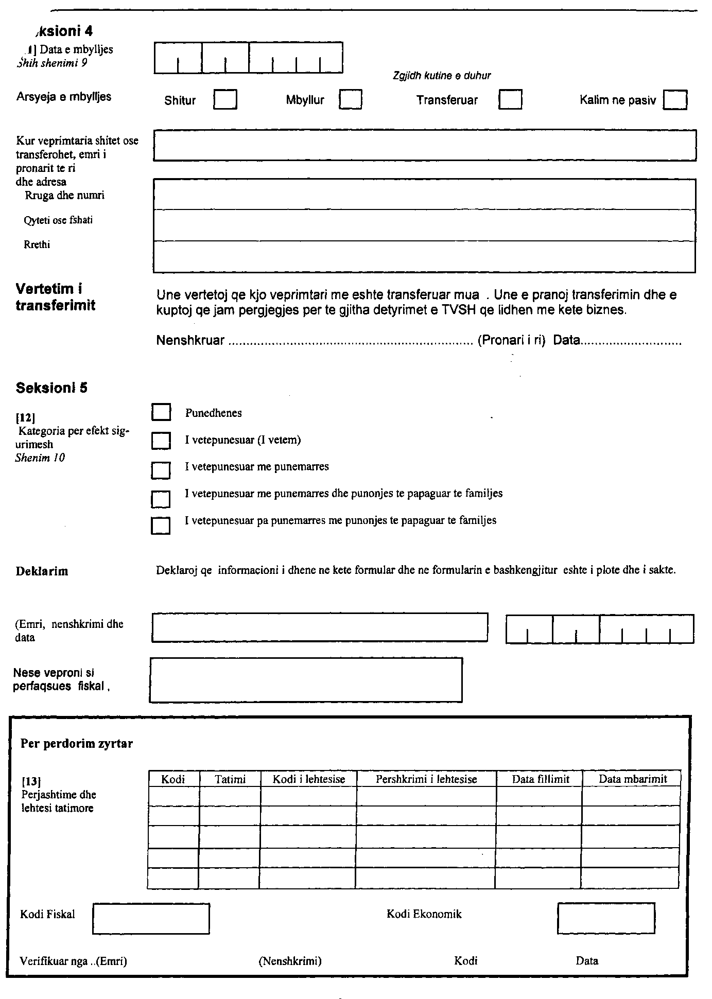 ksioni 4
1] Data e mbylljes
Shih shenimi 9
Zgjidh kutine e duhur
Arsyeja e mbylljes Shitur Mbyllur Transferuar Kalim ne pasiv
Kur veprimtaria shitet ose
transferohet, emri i
pronarit te ri
dhe adresa
Rruga dhe numri
Qyteti ose fshati
Rrethi
Vertetim i
transferimit
Une vertetoj qe kjo veprimtari me eshte transferuar mua . Une e pranoj transferimin dhe e
kuptoj qe jam pergjegjes per te gjitha detyrimet e TVSH qe lidhen me kete biznes.
Nenshkruar .................................................................... (Pronari i ri) Data............................
Seksioni 5
[12]
Kategoria per efekt sig-
urimesh
Shenim 10
Punedhenes
I vetepunesuar (I vetem)
I vetepunesuar me punemarres
I vetepunesuar me punemarres dhe punonjes te papaguar te familjes
I vetepunesuar pa punemarres me punonjes te papaguar te familjes
Deklarim Deklaroj qe informacioni i dhene ne kete formular dhe ne formularin e bashkengjitur eshte i plote dhe i sakte.
(Emri, nenshkrimi dhe
data
Nese veproni si
perfaqsues fiskal ,
Per perdorim zyrtar
[13]
Perjashtime dhe
lehtesi tatimore
Kodi Tatimi Kodi i lehtesise Pershkrimi i lehtesise Data fillimit Data mbarimit
Kodi Fiskal Kodi Ekonomik
Verifikuar nga ..(Emri) (Nenshkrimi) Kodi Data